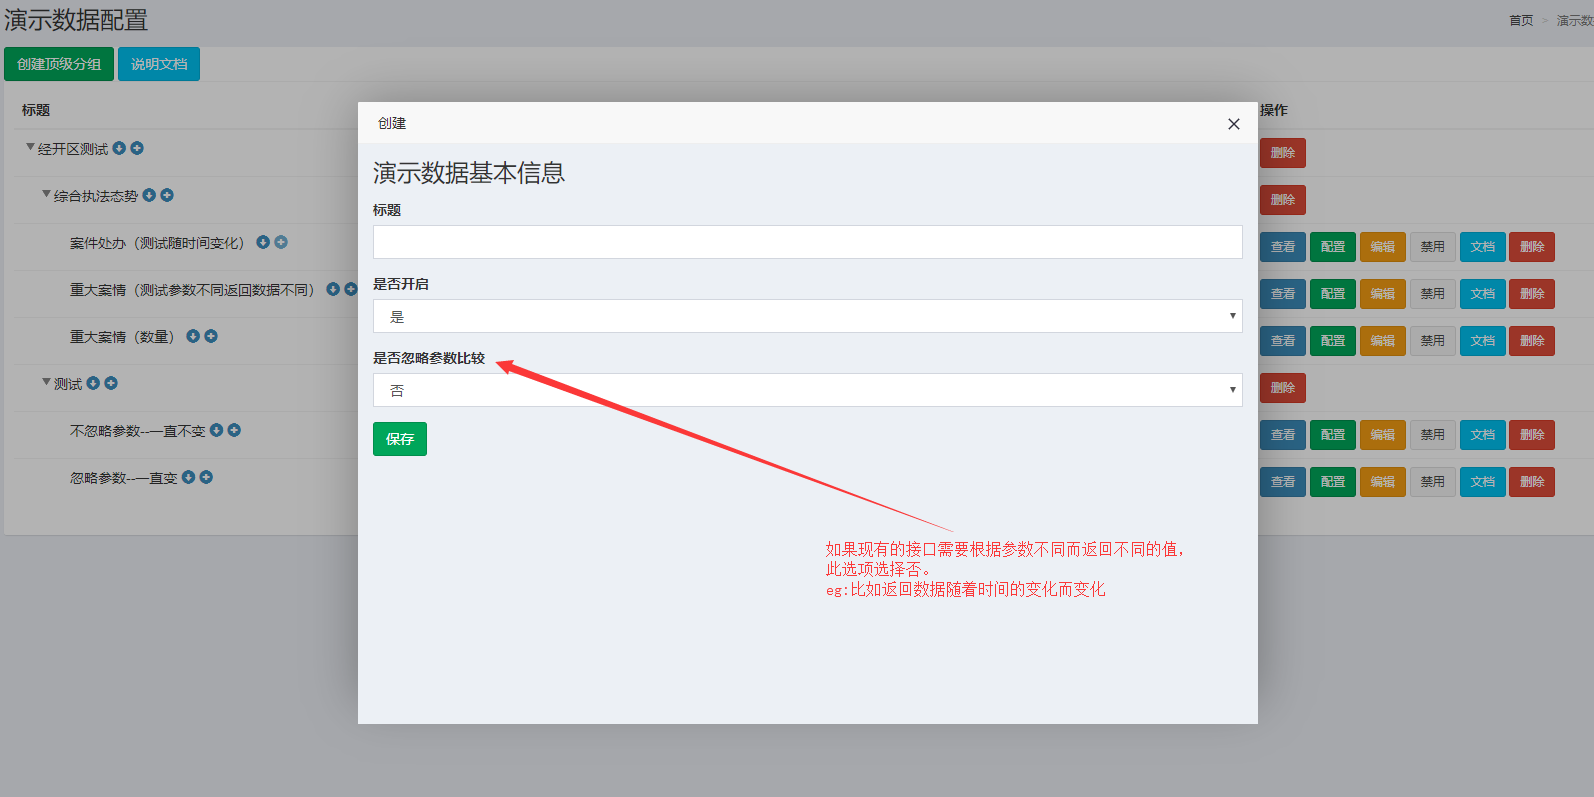 演示数据配置
首页 > 演示数
创建顶级分组 说明文档
标题
操作
经开区测试
删除
综合执法态势
删除
案件处办（测试随时间变化）
查看 配置 编辑 禁用 文档 删除
重大案情（测试参数不同返回数据不同）
查看 配置 编辑 禁用 文档 删除
重大案情（数量）
查看 配置 编辑 禁用 文档 删除
测试
删除
不忽略参数--一直不变
查看 配置 编辑 禁用 文档 删除
忽略参数--一直变
查看 配置 编辑 禁用 文档 删除
创建
演示数据基本信息
标题
是否开启
是
是否忽略参数比较
否
保存
如果现有的接口需要根据参数不同而返回不同的值，
此选项选择否。
eg:比如返回数据随着时间的变化而变化